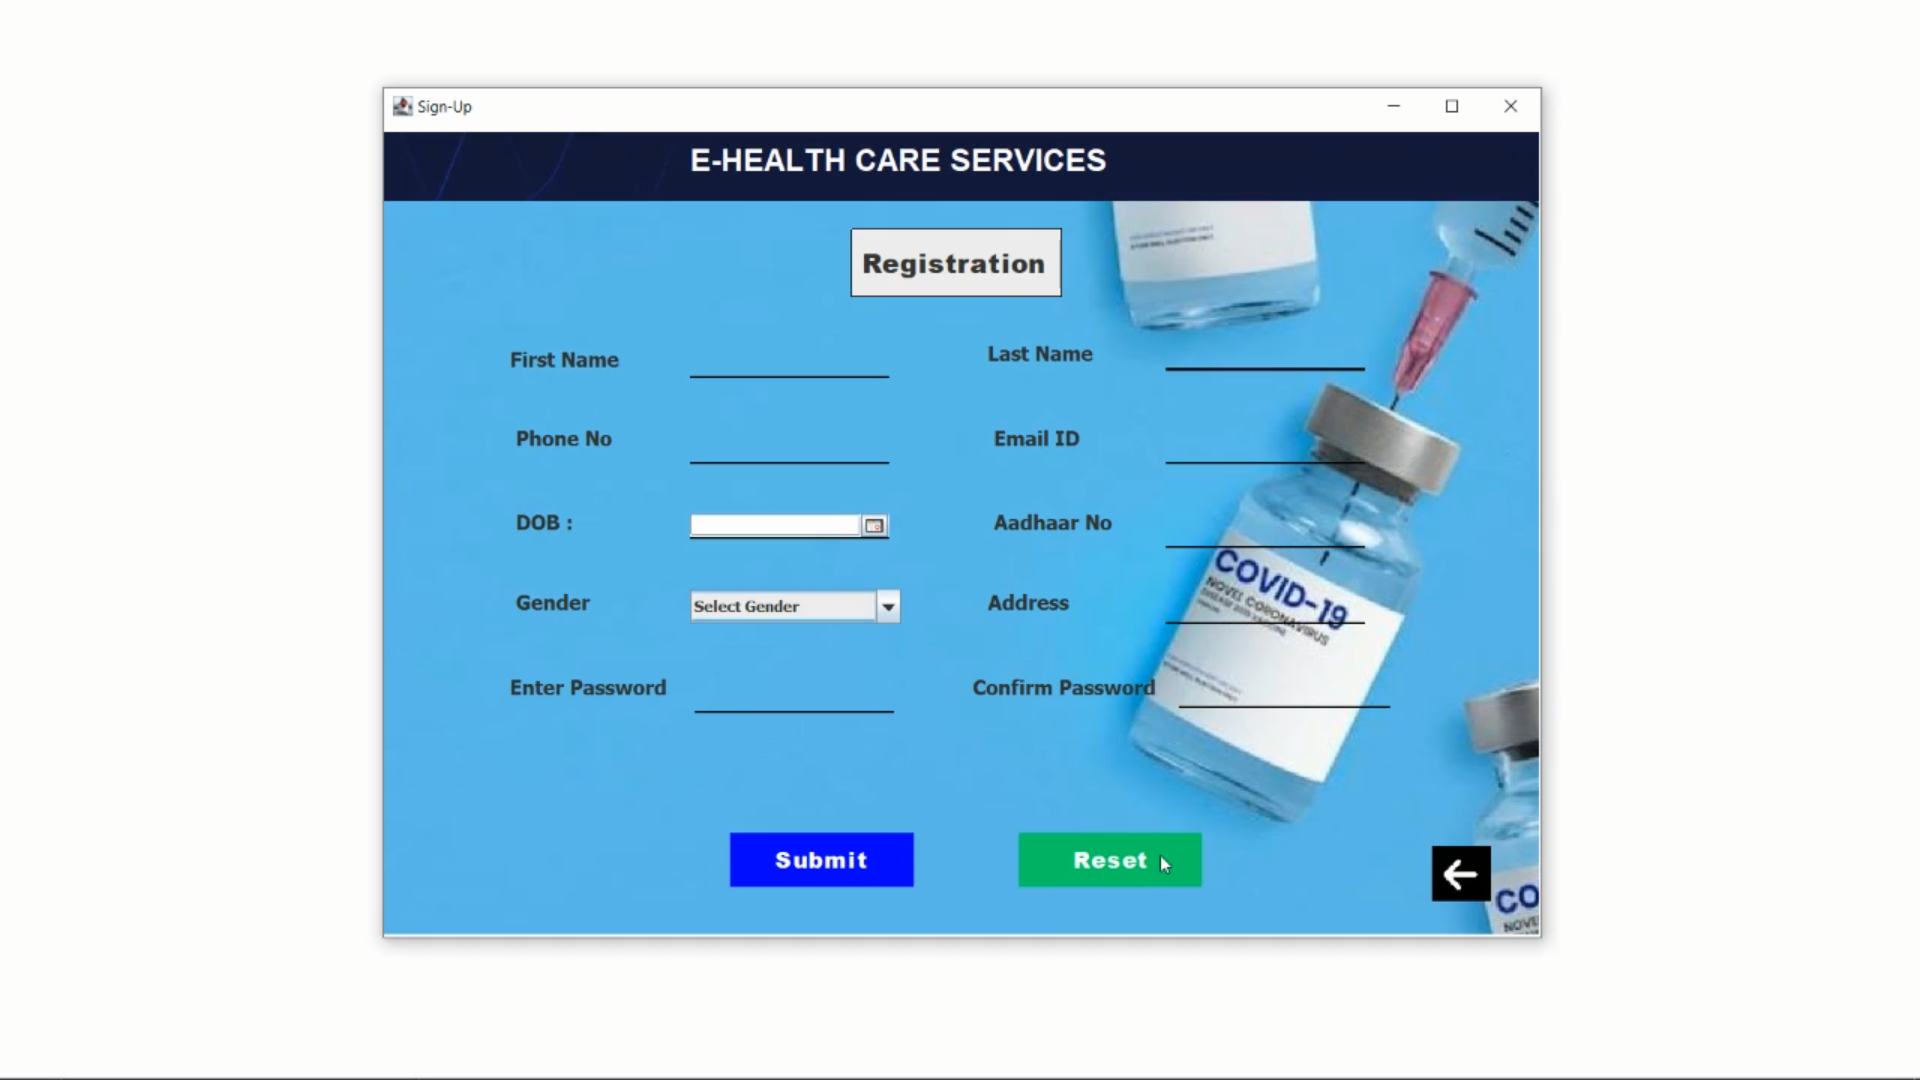 Sign-Up
E-HEALTH CARE SERVICES
Registration
First Name
Last Name
Phone No
Email ID
DOB :
Aadhaar No
Gender
Select Gender
Address
Enter Password
Confirm Password
COVID-19
NOVEL CORONAVIRUS
Submit
Reset
CO
NOVE